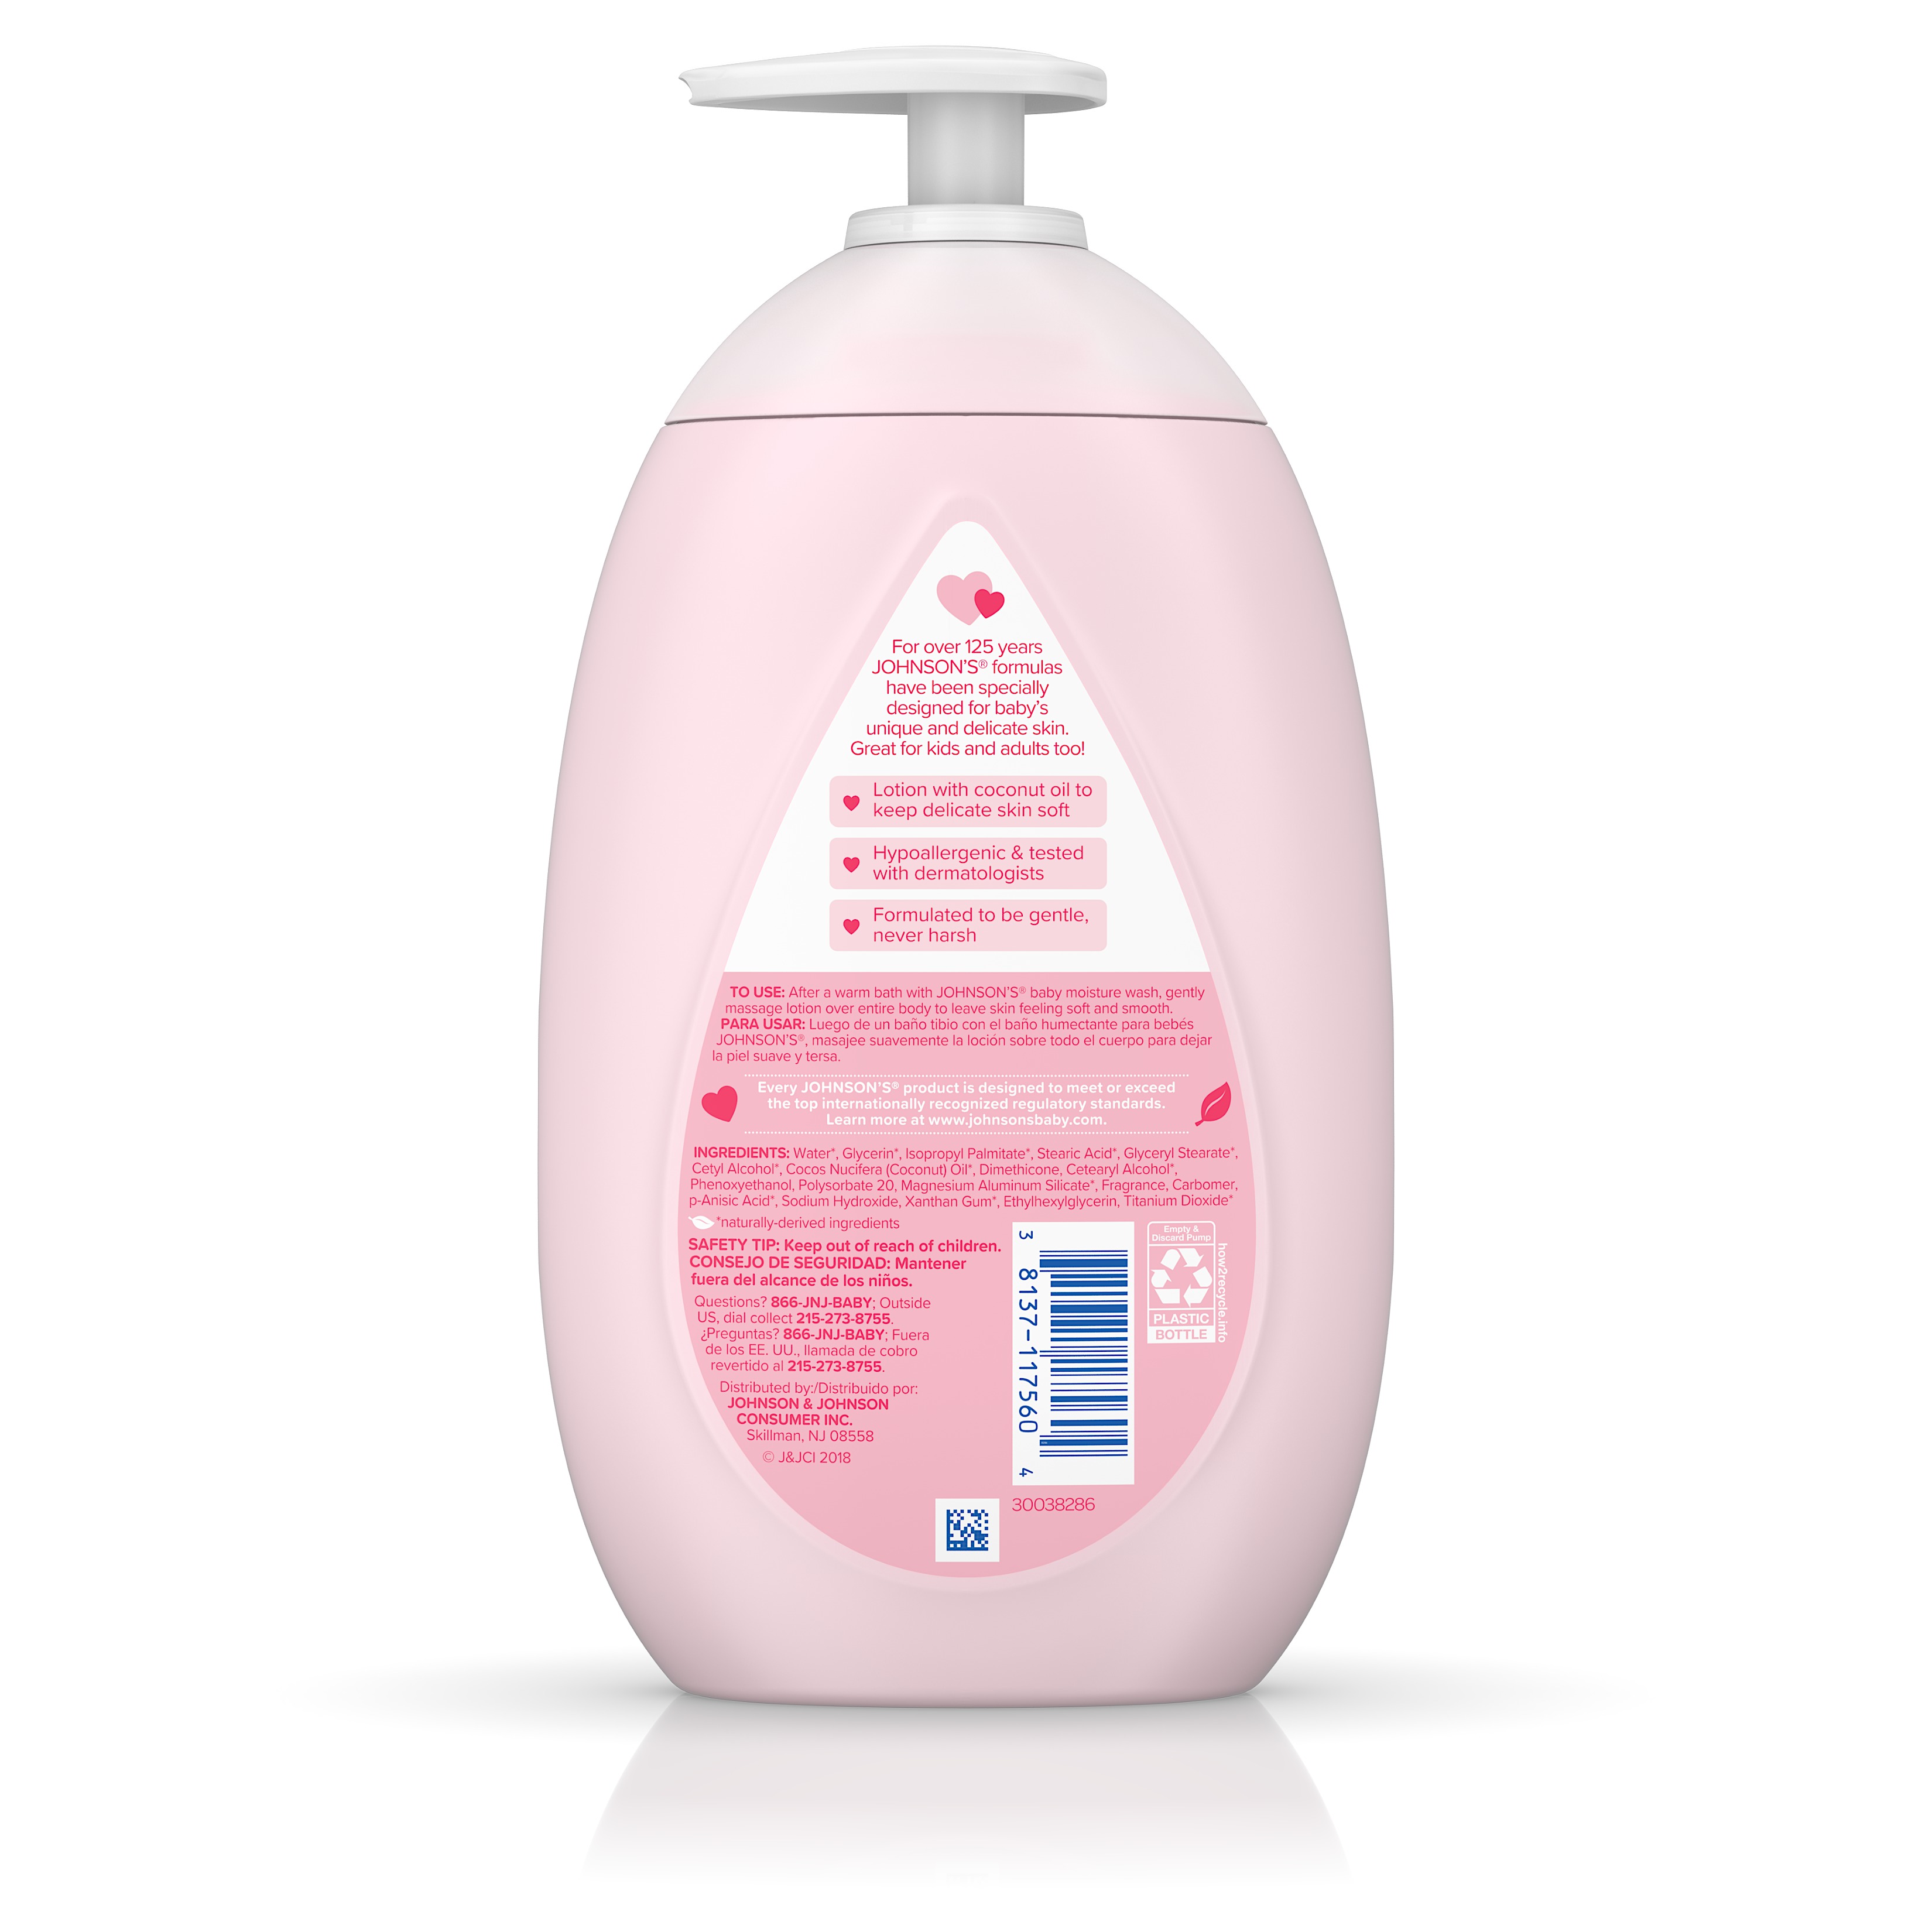 For over 125 years
JOHNSON'S® formulas
have been specially
designed for baby's
unique and delicate skin.
Great for kids and adults too!
Lotion with coconut oil to
keep delicate skin soft
Hypoallergenic & tested
with dermatologists
Formulated to be gentle,
never harsh
TO USE: After a warm bath with JOHNSON'S® baby moisture wash, gently
massage lotion over entire body to leave skin feeling soft and smooth.
PARA USAR: Luego de un baño tibio con el baño humectante para bebés
JOHNSON'S®, masajee suavemente la loción sobre todo el cuerpo para dejar
la piel suave y tersa.
Every JOHNSON'S® product is designed to meet or exceed
the top internationally recognized regulatory standards.
Learn more at www.johnsonsbaby.com.
INGREDIENTS: Water*, Glycerin*, Isopropyl Palmitate*, Stearic Acid*, Glyceryl Stearate*,
Cetyl Alcohol*, Cocos Nucifera (Coconut) Oil*, Dimethicone, Cetearyl Alcohol*,
Phenoxyethanol, Polysorbate 20, Magnesium Aluminum Silicate*, Fragrance, Carbomer,
p-Anisic Acid*, Sodium Hydroxide, Xanthan Gum*, Ethylhexylglycerin, Titanium Dioxide*
*naturally-derived ingredients
SAFETY TIP: Keep out of reach of children.
CONSEJO DE SEGURIDAD: Mantener
fuera del alcance de los niños.
Questions? 866-JNJ-BABY; Outside
US, dial collect 215-273-8755.
¿Preguntas? 866-JNJ-BABY; Fuera
de los EE. UU., llamada de cobro
revertido al 215-273-8755.
Distributed by:/Distribuido por:
JOHNSON & JOHNSON
CONSUMER INC.
Skillman, NJ 08558
© J&JCI 2018
3 8137-117560 4
30038286
how2recycle.info
Empty &
Discard Pump
PLASTIC
BOTTLE